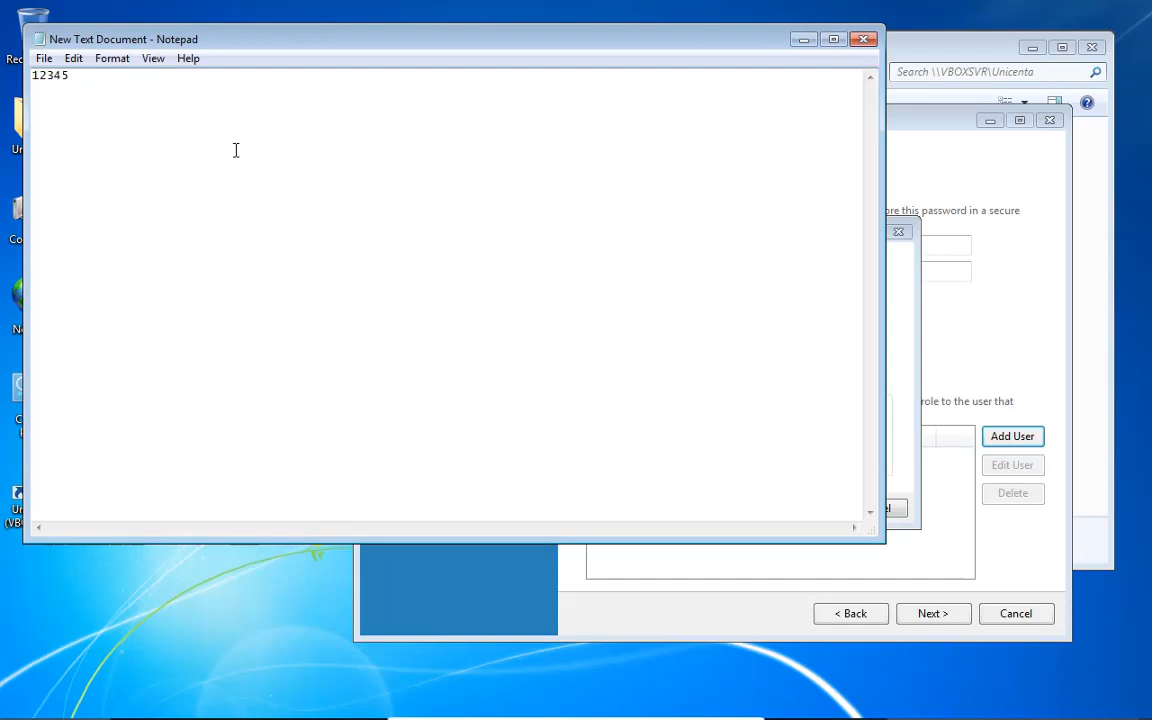 New Text Document - Notepad
File Edit Format View Help
12345
Search \\VBOXSVR\Unicenta
ore this password in a secure
role to the user that
Add User
Edit User
Delete
< Back Next > Cancel